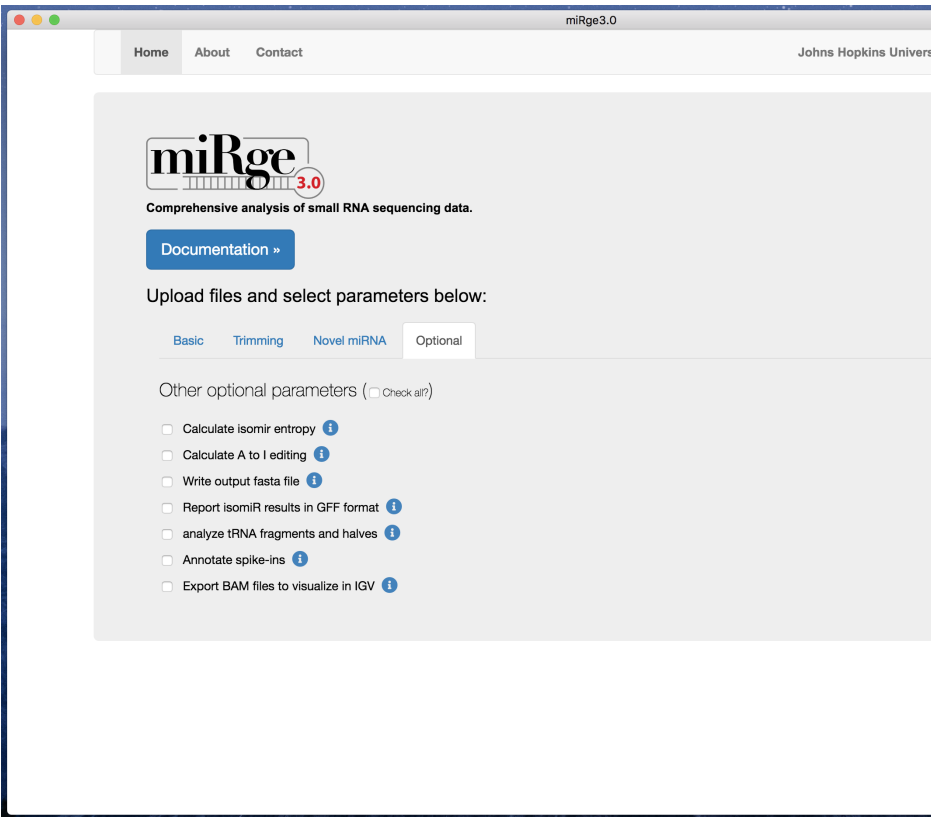 miRge3.0
Home About Contact Johns Hopkins Univers
miRge
3.0
Comprehensive analysis of small RNA sequencing data.
Documentation »
Upload files and select parameters below:
Basic Trimming Novel miRNA Optional
Other optional parameters ( Check all?)
Calculate isomir entropy i
Calculate A to I editing i
Write output fasta file i
Report isomiR results in GFF format i
analyze tRNA fragments and halves i
Annotate spike-ins i
Export BAM files to visualize in IGV i